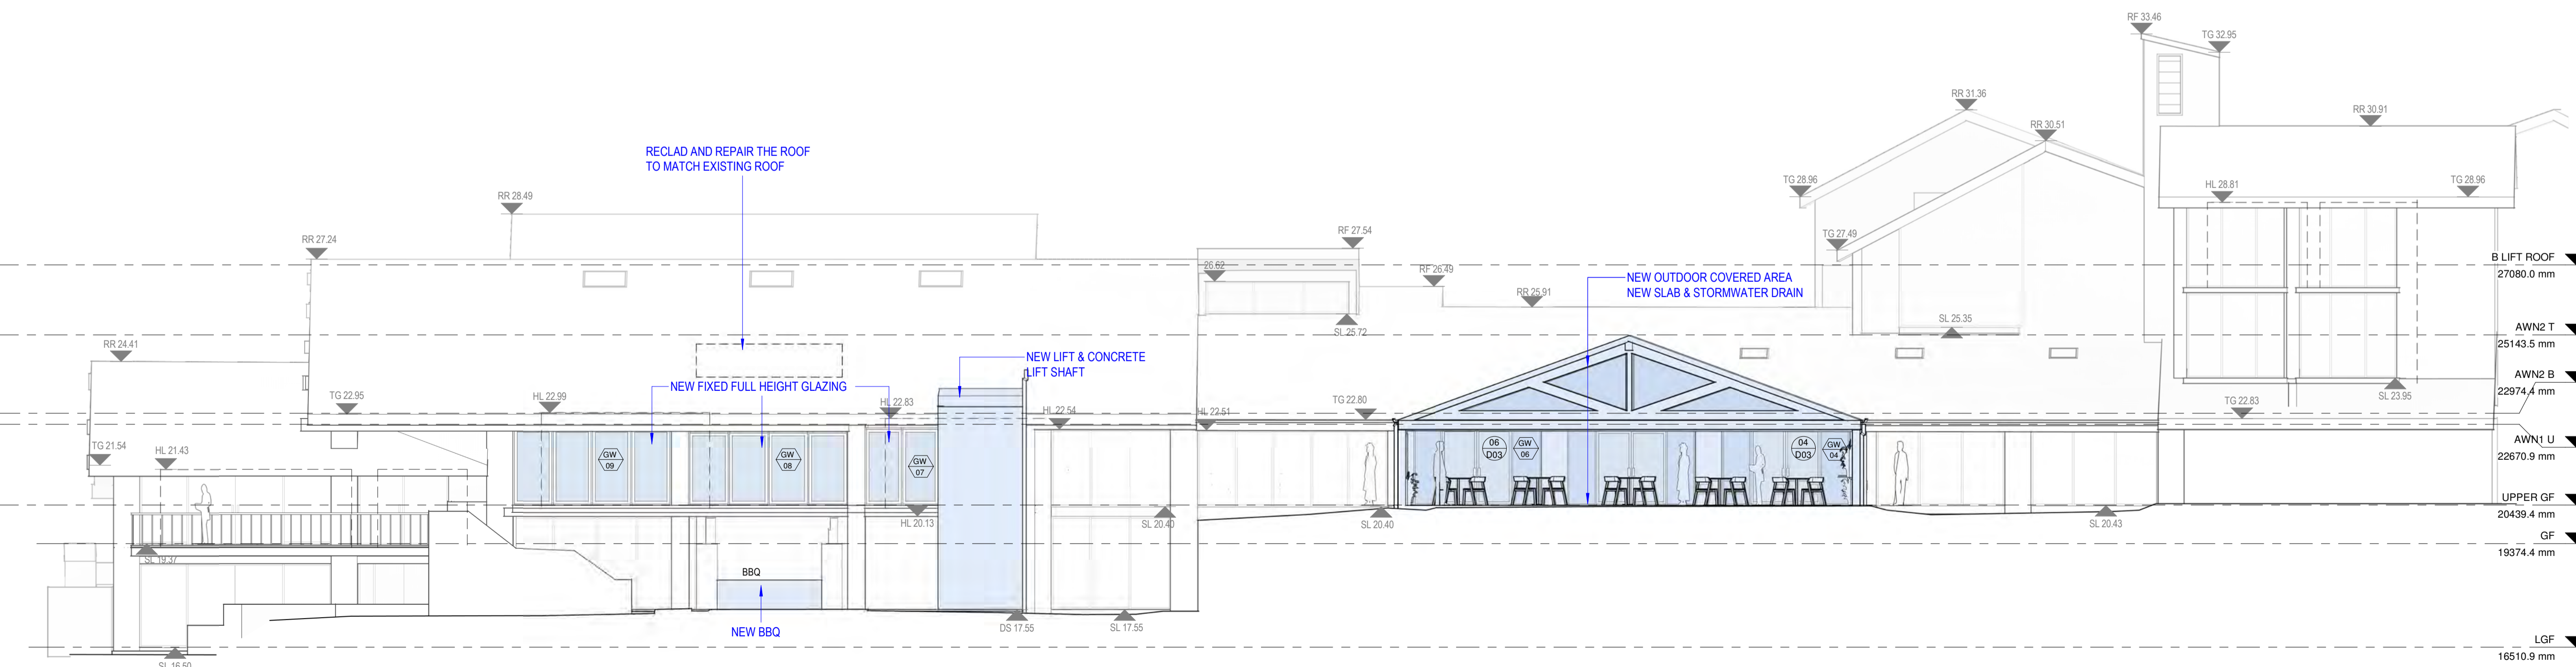 RF 33.46
TG 32.95
RR 31.36
RR 30.91
RR 30.51
RECLAD AND REPAIR THE ROOF
TO MATCH EXISTING ROOF
TG 28.96
HL 28.81
TG 28.96
RR 28.49
RR 27.24
RF 27.54
TG 27.49
26.62
RF 26.49
RR 25.91
NEW OUTDOOR COVERED AREA
NEW SLAB & STORMWATER DRAIN
B LIFT ROOF
27080.0 mm
SL 25.72
SL 25.35
AWN2 T
25143.5 mm
RR 24.41
NEW LIFT & CONCRETE
LIFT SHAFT
NEW FIXED FULL HEIGHT GLAZING
AWN2 B
22974.4 mm
SL 23.95
TG 22.95
HL 22.99
HL 22.83
HL 22.54
HL 22.51
TG 22.80
TG 22.83
TG 21.54
HL 21.43
GW
09
GW
08
GW
07
06
D03
GW
06
04
D03
GW
04
AWN1 U
22670.9 mm
UPPER GF
20439.4 mm
HL 20.13
SL 20.40
SL 20.40
SL 20.43
GF
19374.4 mm
SL 19.37
BBQ
NEW BBQ
DS 17.55
SL 17.55
LGF
16510.9 mm
SL 16.50